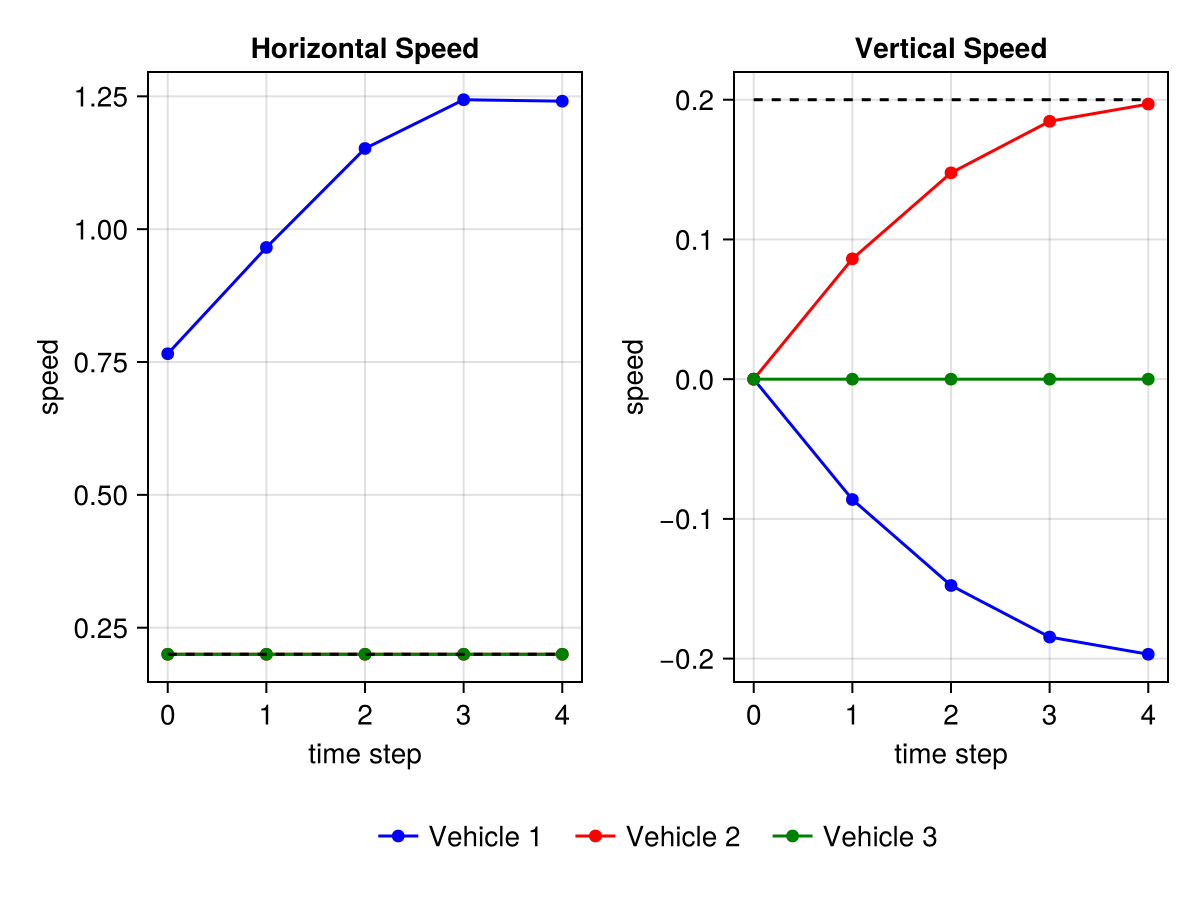 Horizontal Speed
1.25
1.00
0.75
0.50
0.25
speed
0 1 2 3 4
time step
Vertical Speed
0.2
0.1
0.0
−0.1
−0.2
speed
0 1 2 3 4
time step
Vehicle 1 Vehicle 2 Vehicle 3